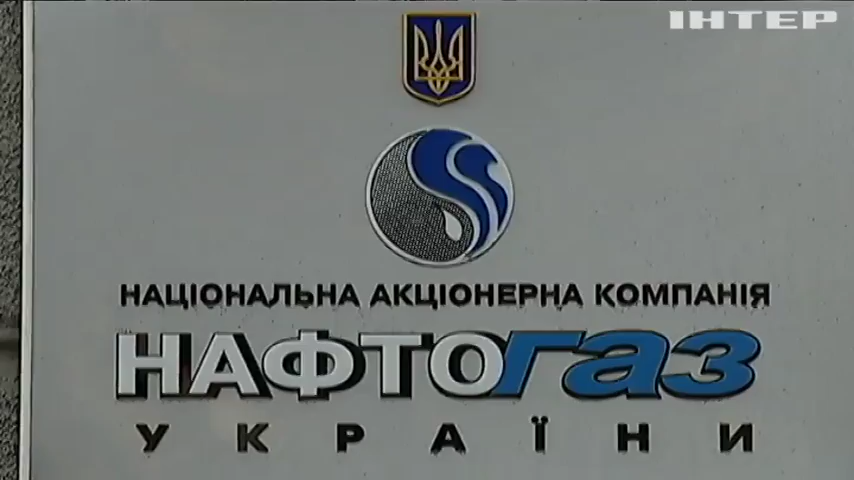 ІНТЕР
НАЦІОНАЛЬНА АКЦІОНЕРНА КОМПАНІЯ
НАФТОГАЗ
УКРАЇНИ